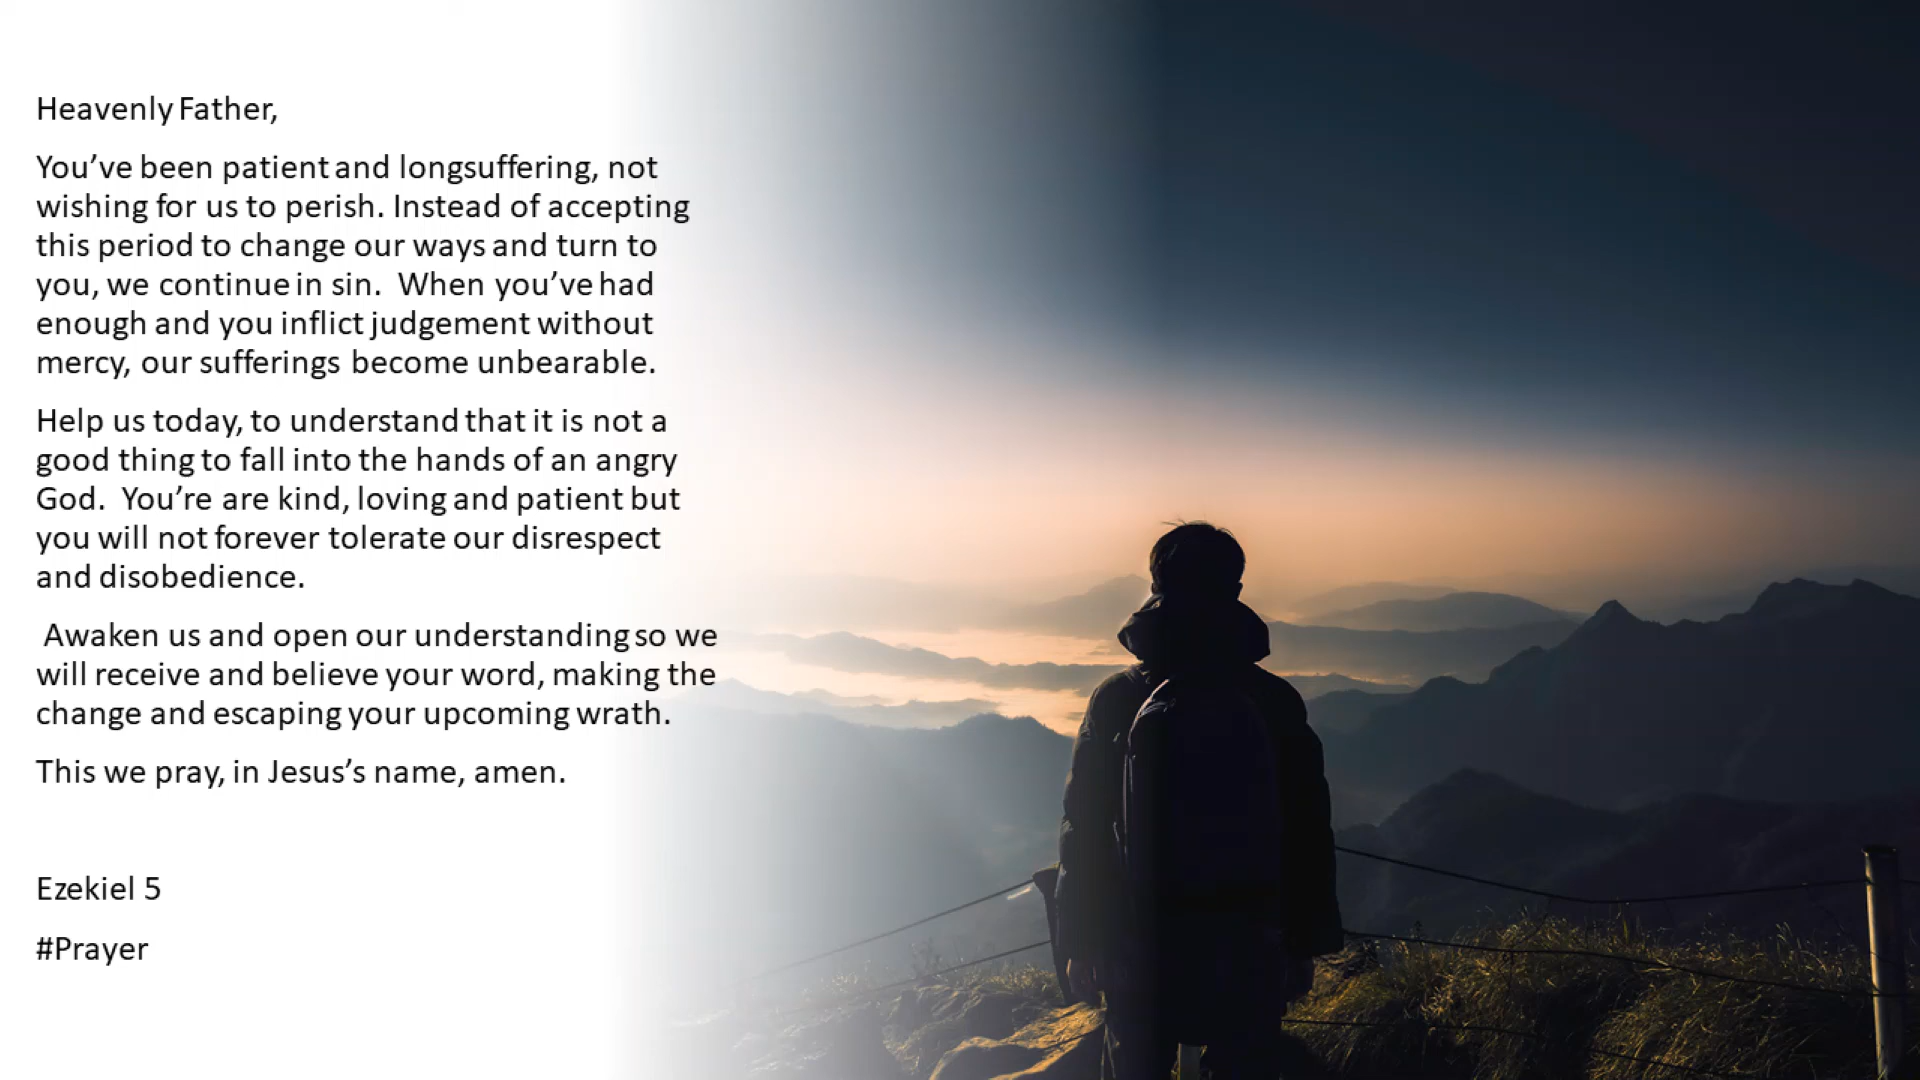 Heavenly Father,
You’ve been patient and longsuffering, not
wishing for us to perish. Instead of accepting
this period to change our ways and turn to
you, we continue in sin.  When you’ve had
enough and you inflict judgement without
mercy, our sufferings become unbearable.
Help us today, to understand that it is not a
good thing to fall into the hands of an angry
God.  You’re are kind, loving and patient but
you will not forever tolerate our disrespect
and disobedience.
Awaken us and open our understanding so we
will receive and believe your word, making the
change and escaping your upcoming wrath.
This we pray, in Jesus’s name, amen.
Ezekiel 5
#Prayer